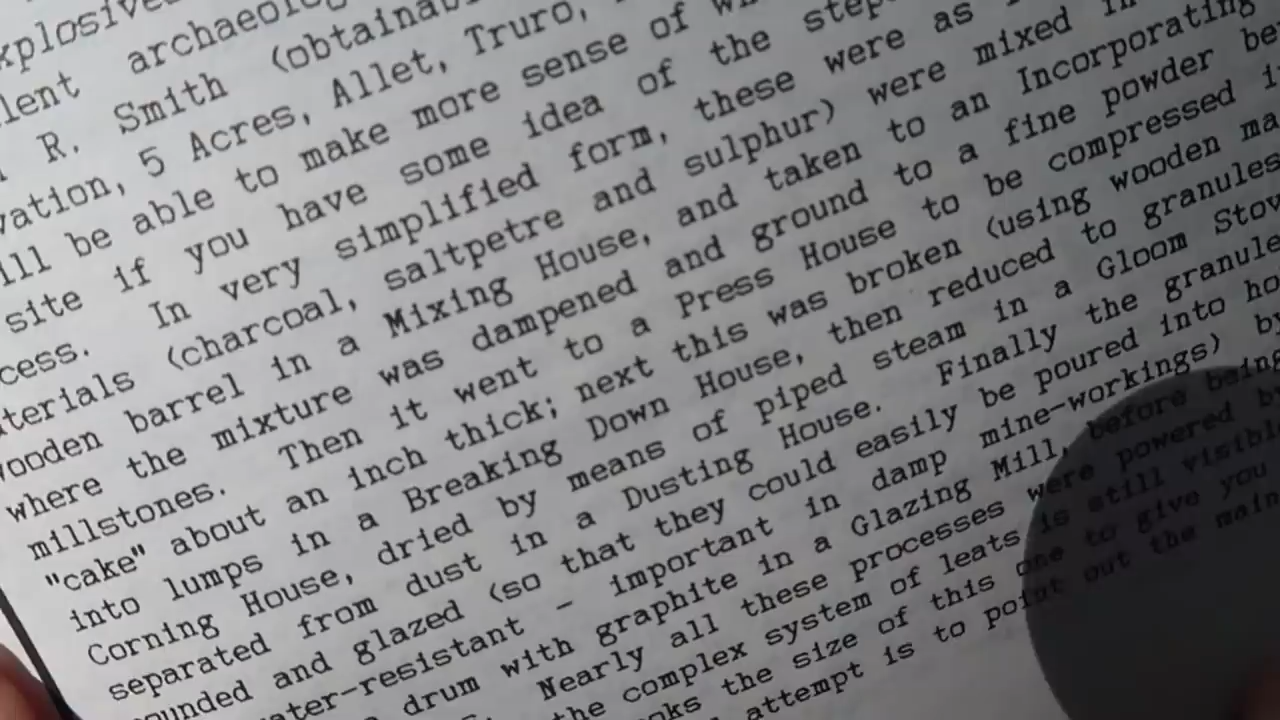 xplosive
lent archaeolog
R. Smith (obtainab
vation, 5 Acres, Allet, Truro,
ill be able to make more sense of w
site if you have some idea of the step
cess. In very simplified form, these were as
terials (charcoal, saltpetre and sulphur) were mixed in
wooden barrel in a Mixing House, and taken to an Incorporating
where the mixture was dampened and ground to a fine powder be
millstones. Then it went to a Press House to be compressed i
"cake" about an inch thick; next this was broken (using wooden ma
into lumps in a Breaking Down House, then reduced to granules
Corning House, dried by means of piped steam in a Gloom Stov
separated from dust in a Dusting House. Finally the granule
ounded and glazed (so that they could easily be poured into ho
ater-resistant - important in damp mine-workings) by
drum with graphite in a Glazing Mill, before being
Nearly all these processes were powered by
the complex system of leats is still visibl
oks the size of this one to give you
attempt is to point out the main